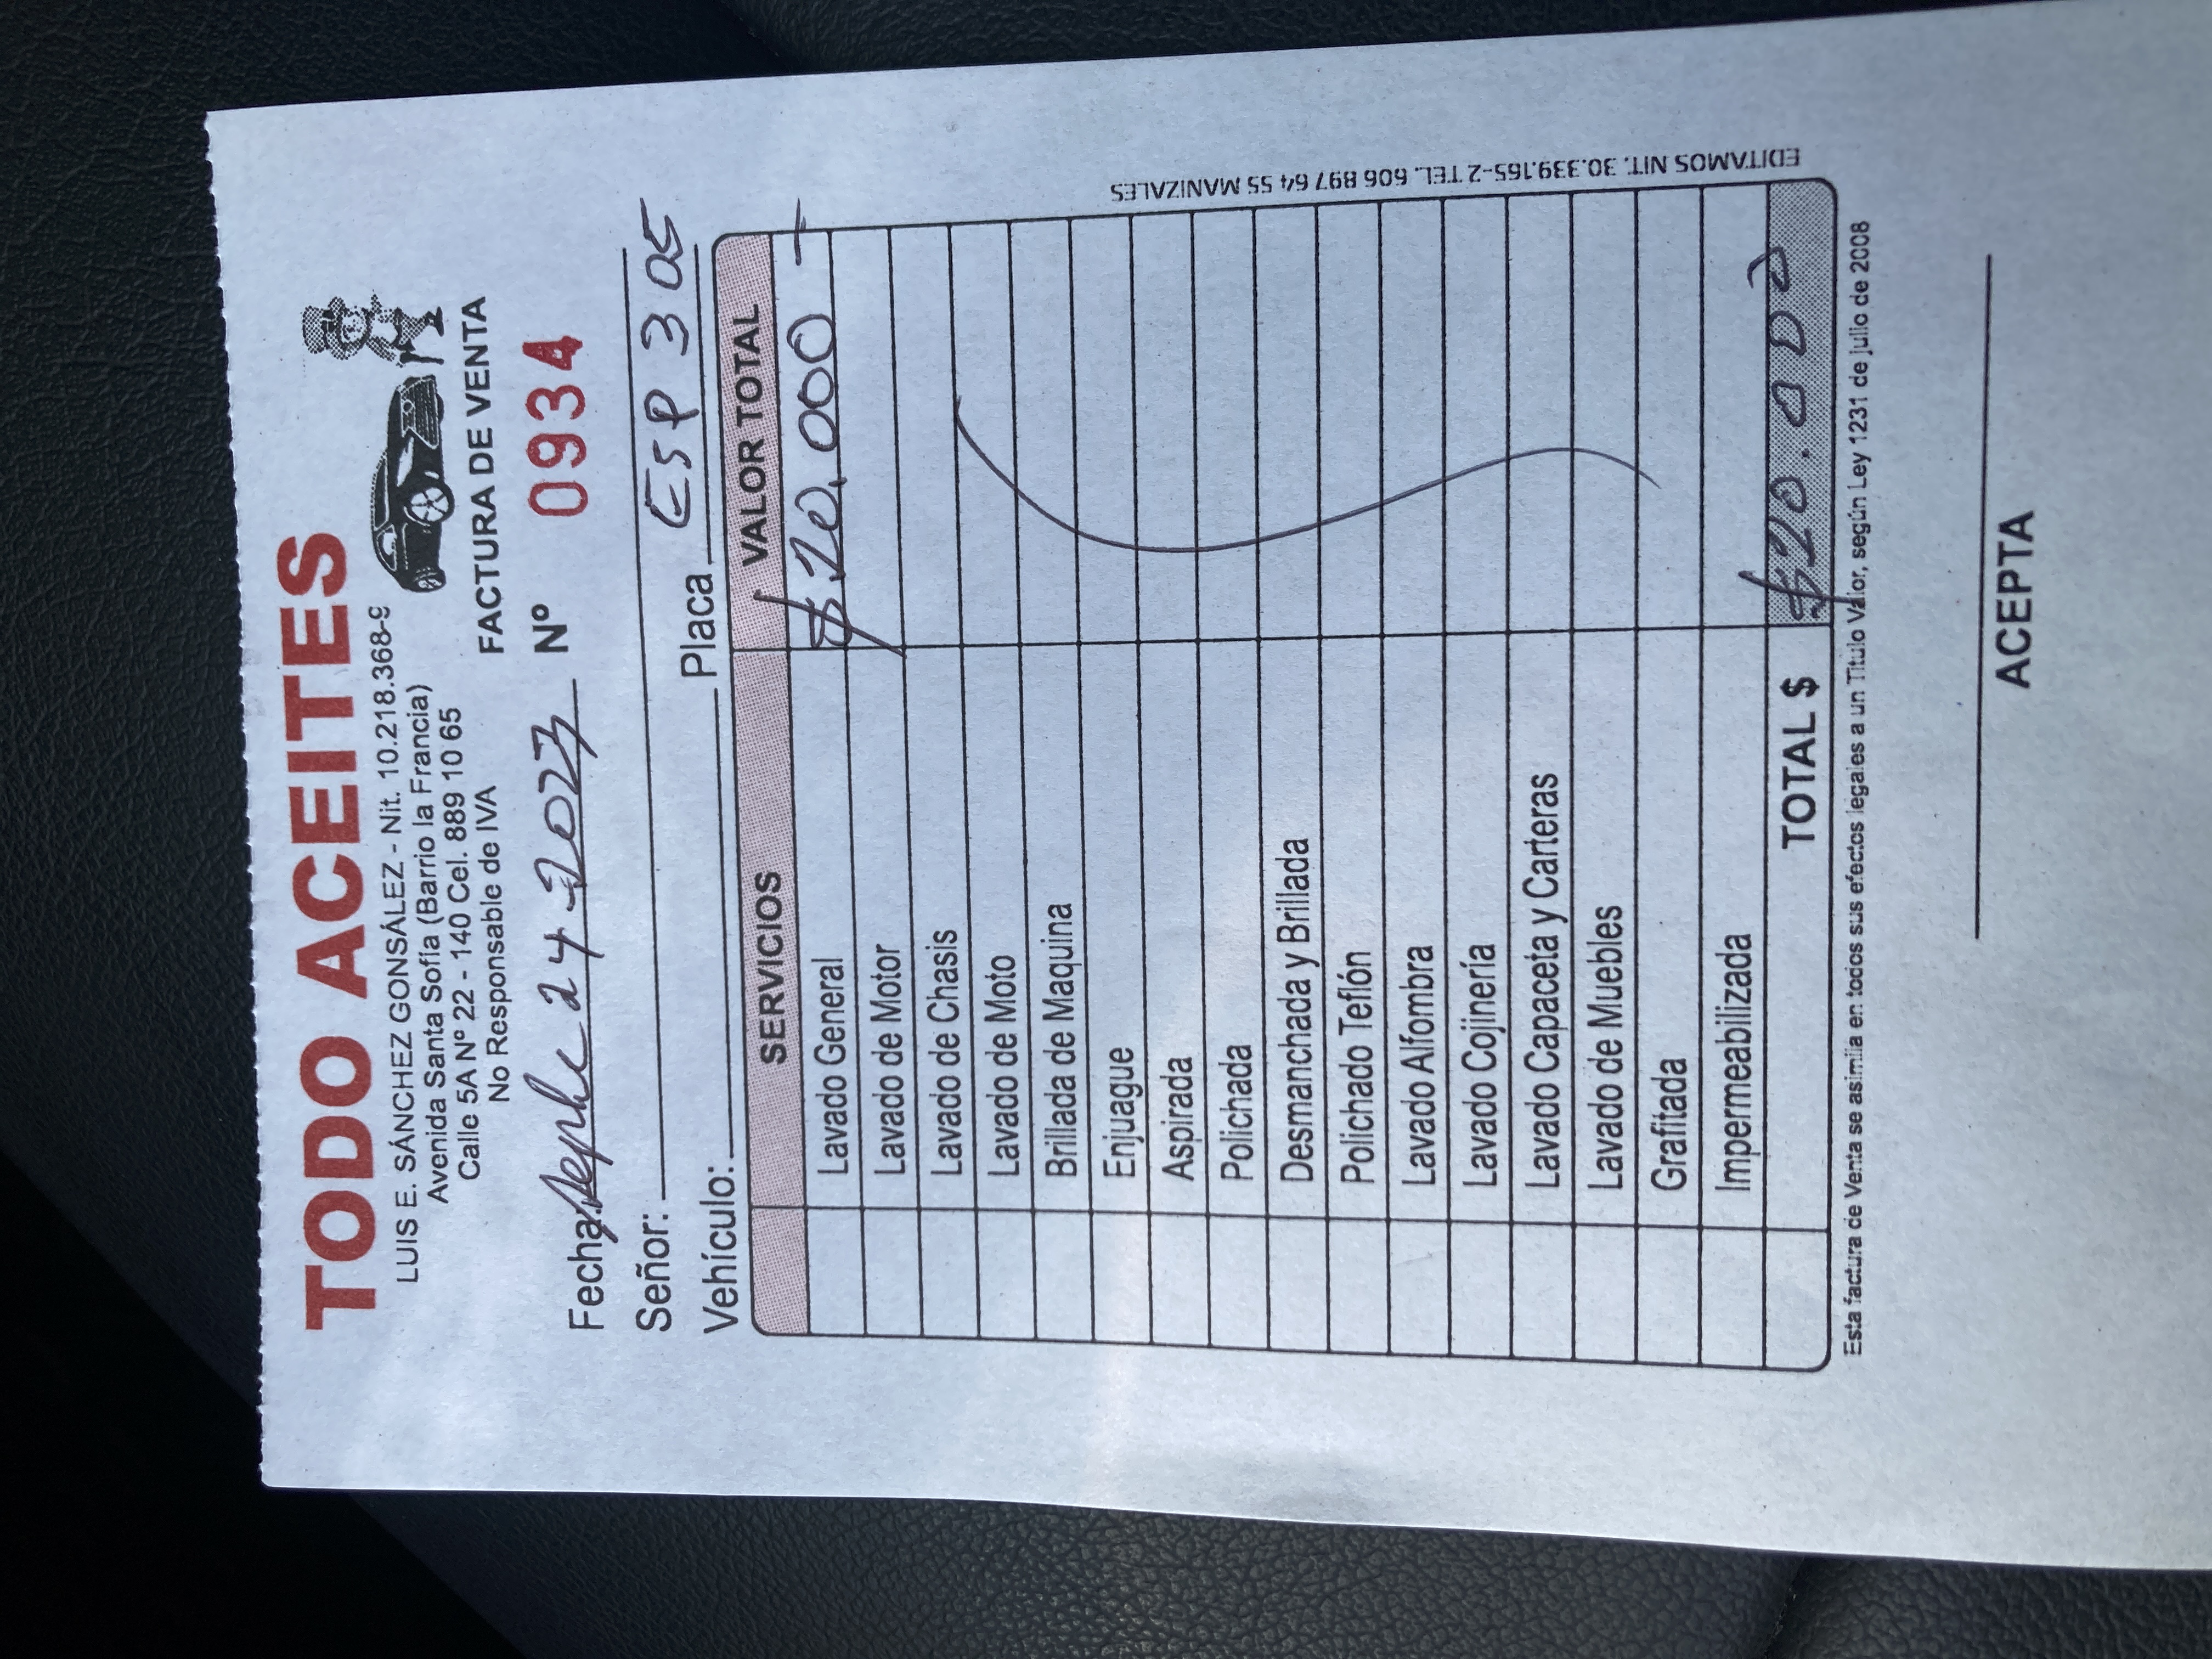 TODO ACEITES
LUIS E. SÁNCHEZ GONSÁLEZ - Nit. 10.218.368-9
Avenida Santa Sofía (Barrio la Francia)
Calle 5A Nº 22 - 140 Cel. 889 10 65
No Responsable de IVA
FACTURA DE VENTA
Fecha: 24 - 2023 Nº 0934
Señor:
Vehículo: Placa ESP 305
SERVICIOS VALOR TOTAL
Lavado General $20.000
Lavado de Motor
Lavado de Chasis
Lavado de Moto
Brillada de Maquina
Enjuague
Aspirada
Polichada
Desmanchada y Brillada
Polichado Teflón
Lavado Alfombra
Lavado Cojinería
Lavado Capaceta y Carteras
Lavado de Muebles
Grafitada
Impermeabilizada
TOTAL $ $20.000
Esta factura de Venta se asimila en todos sus efectos legales a un Título Valor, según Ley 1231 de julio de 2008
EDITAMOS NIT. 30.339.165-2 TEL. 606 897 64 55 MANIZALES
ACEPTA